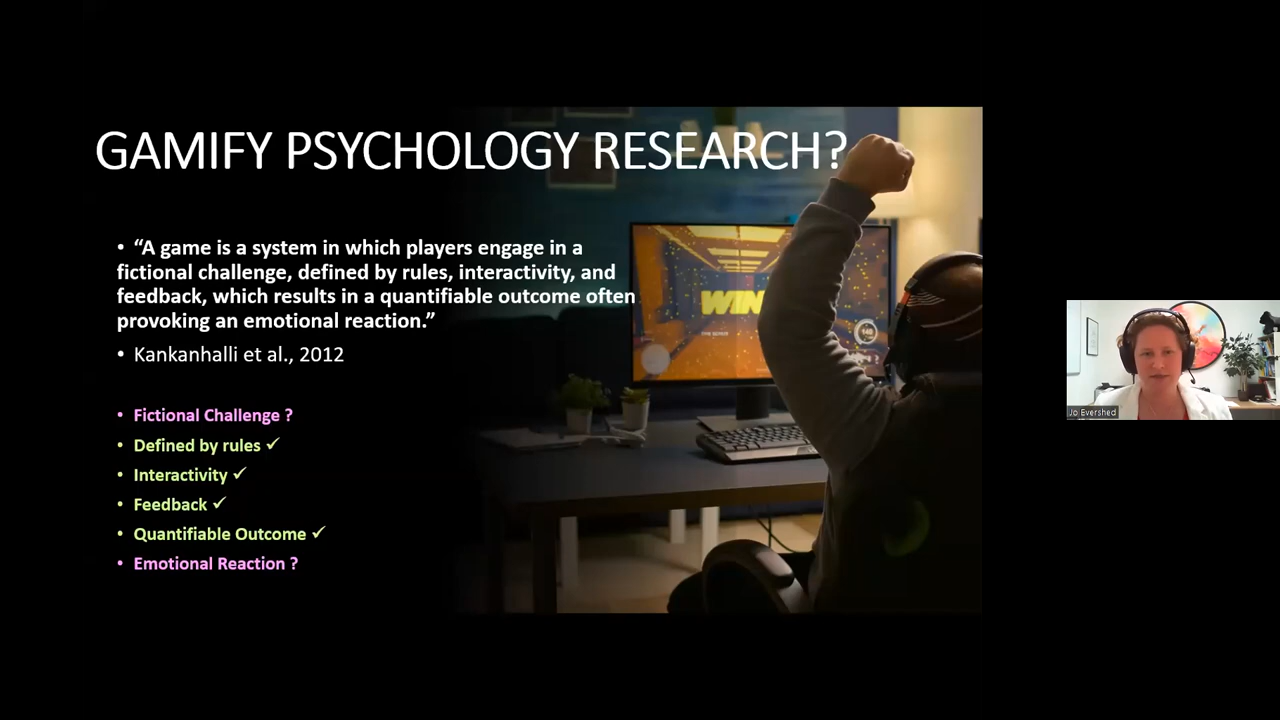 GAMIFY PSYCHOLOGY RESEARCH?
• “A game is a system in which players engage in a
fictional challenge, defined by rules, interactivity, and
feedback, which results in a quantifiable outcome often
provoking an emotional reaction.”
• Kankanhalli et al., 2012
• Fictional Challenge ?
• Defined by rules ✓
• Interactivity ✓
• Feedback ✓
• Quantifiable Outcome ✓
• Emotional Reaction ?
WIN
Jo Evershed